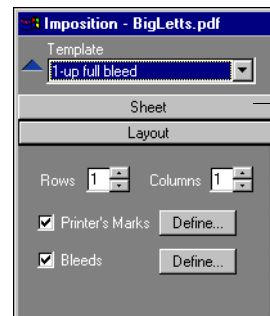 Imposition - BigLetts.pdf
Template
1-up full bleed
Sheet
Layout
Rows 1 Columns 1
Printer's Marks Define...
Bleeds Define...